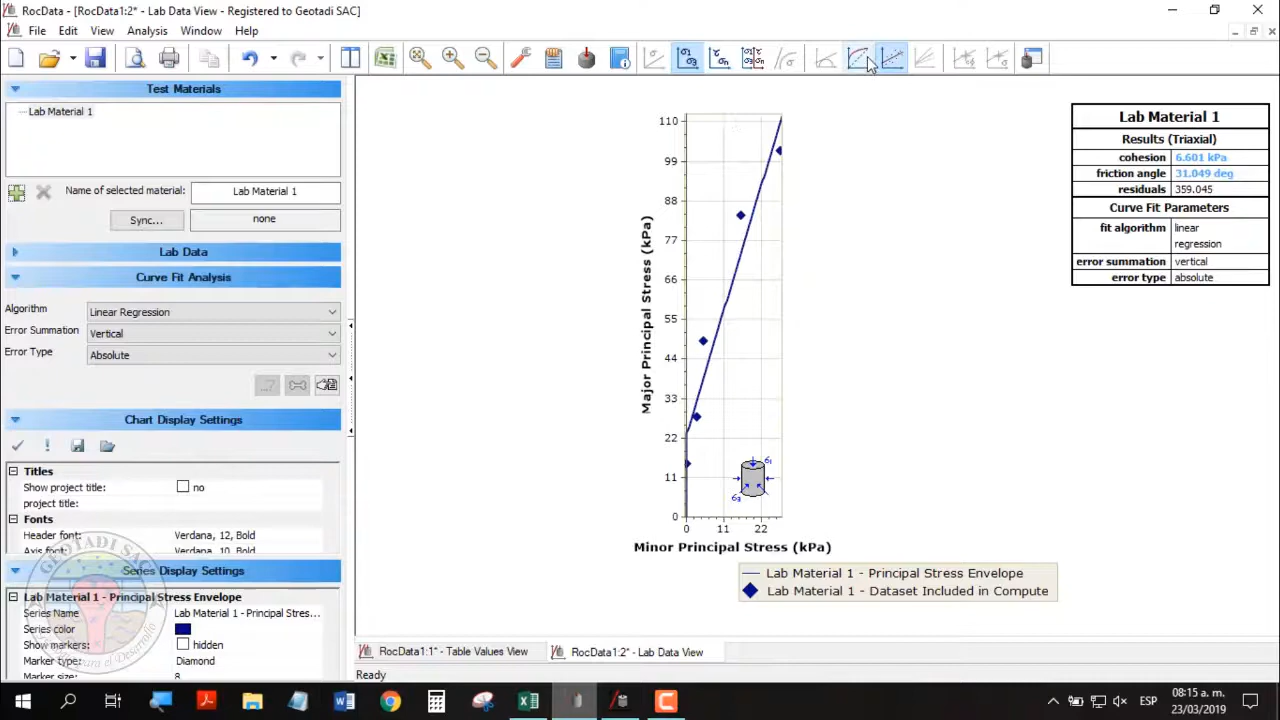 RocData - [RocData1:2* - Lab Data View - Registered to Geotadi SAC]
File Edit View Analysis Window Help
Test Materials
Lab Material 1
Name of selected material: Lab Material 1
Sync... none
Lab Data
Curve Fit Analysis
Algorithm Linear Regression
Error Summation Vertical
Error Type Absolute
Chart Display Settings
Titles
Show project title: no
project title:
Fonts
Header font: Verdana, 12, Bold
Axis font: Verdana, 10, Bold
Series Display Settings
Lab Material 1 - Principal Stress Envelope
Series Name Lab Material 1 - Principal Stres...
Series color
Show markers: hidden
Marker type: Diamond
Marker size: 8
GEOTADI SAC
Major Principal Stress (kPa)
110
99
88
77
66
55
44
33
22
11
0
0 11 22
Minor Principal Stress (kPa)
Lab Material 1 - Principal Stress Envelope
Lab Material 1 - Dataset Included in Compute
Lab Material 1
Results (Triaxial)
cohesion 6.601 kPa
friction angle 31.049 deg
residuals 359.045
Curve Fit Parameters
fit algorithm linear
regression
error summation vertical
error type absolute
RocData1:1* - Table Values View RocData1:2* - Lab Data View
Ready
ESP
08:15 a. m.
23/03/2019